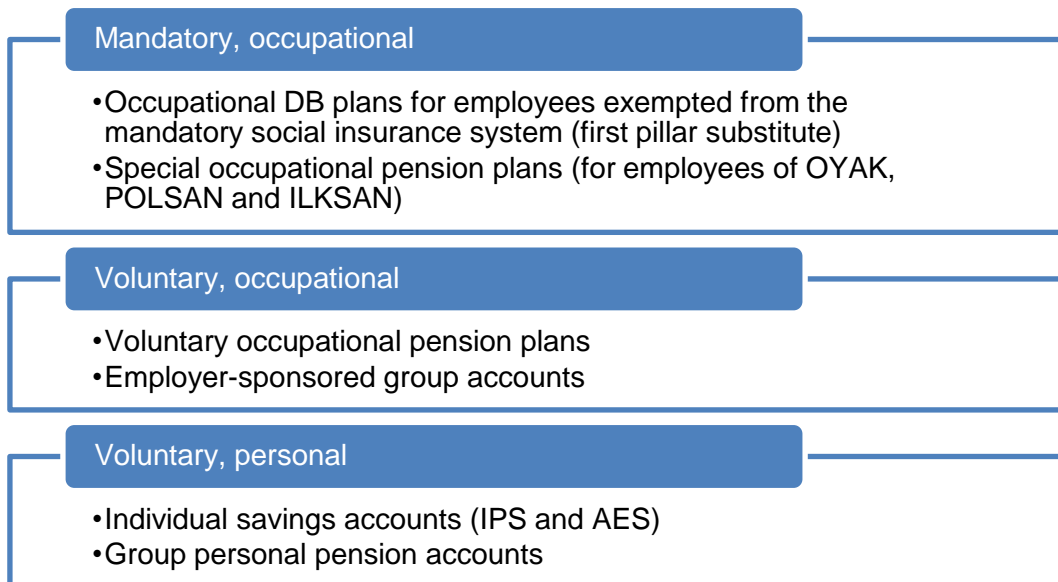 Mandatory, occupational
•Occupational DB plans for employees exempted from the
mandatory social insurance system (first pillar substitute)
•Special occupational pension plans (for employees of OYAK,
POLSAN and ILKSAN)
Voluntary, occupational
•Voluntary occupational pension plans
•Employer-sponsored group accounts
Voluntary, personal
•Individual savings accounts (IPS and AES)
•Group personal pension accounts